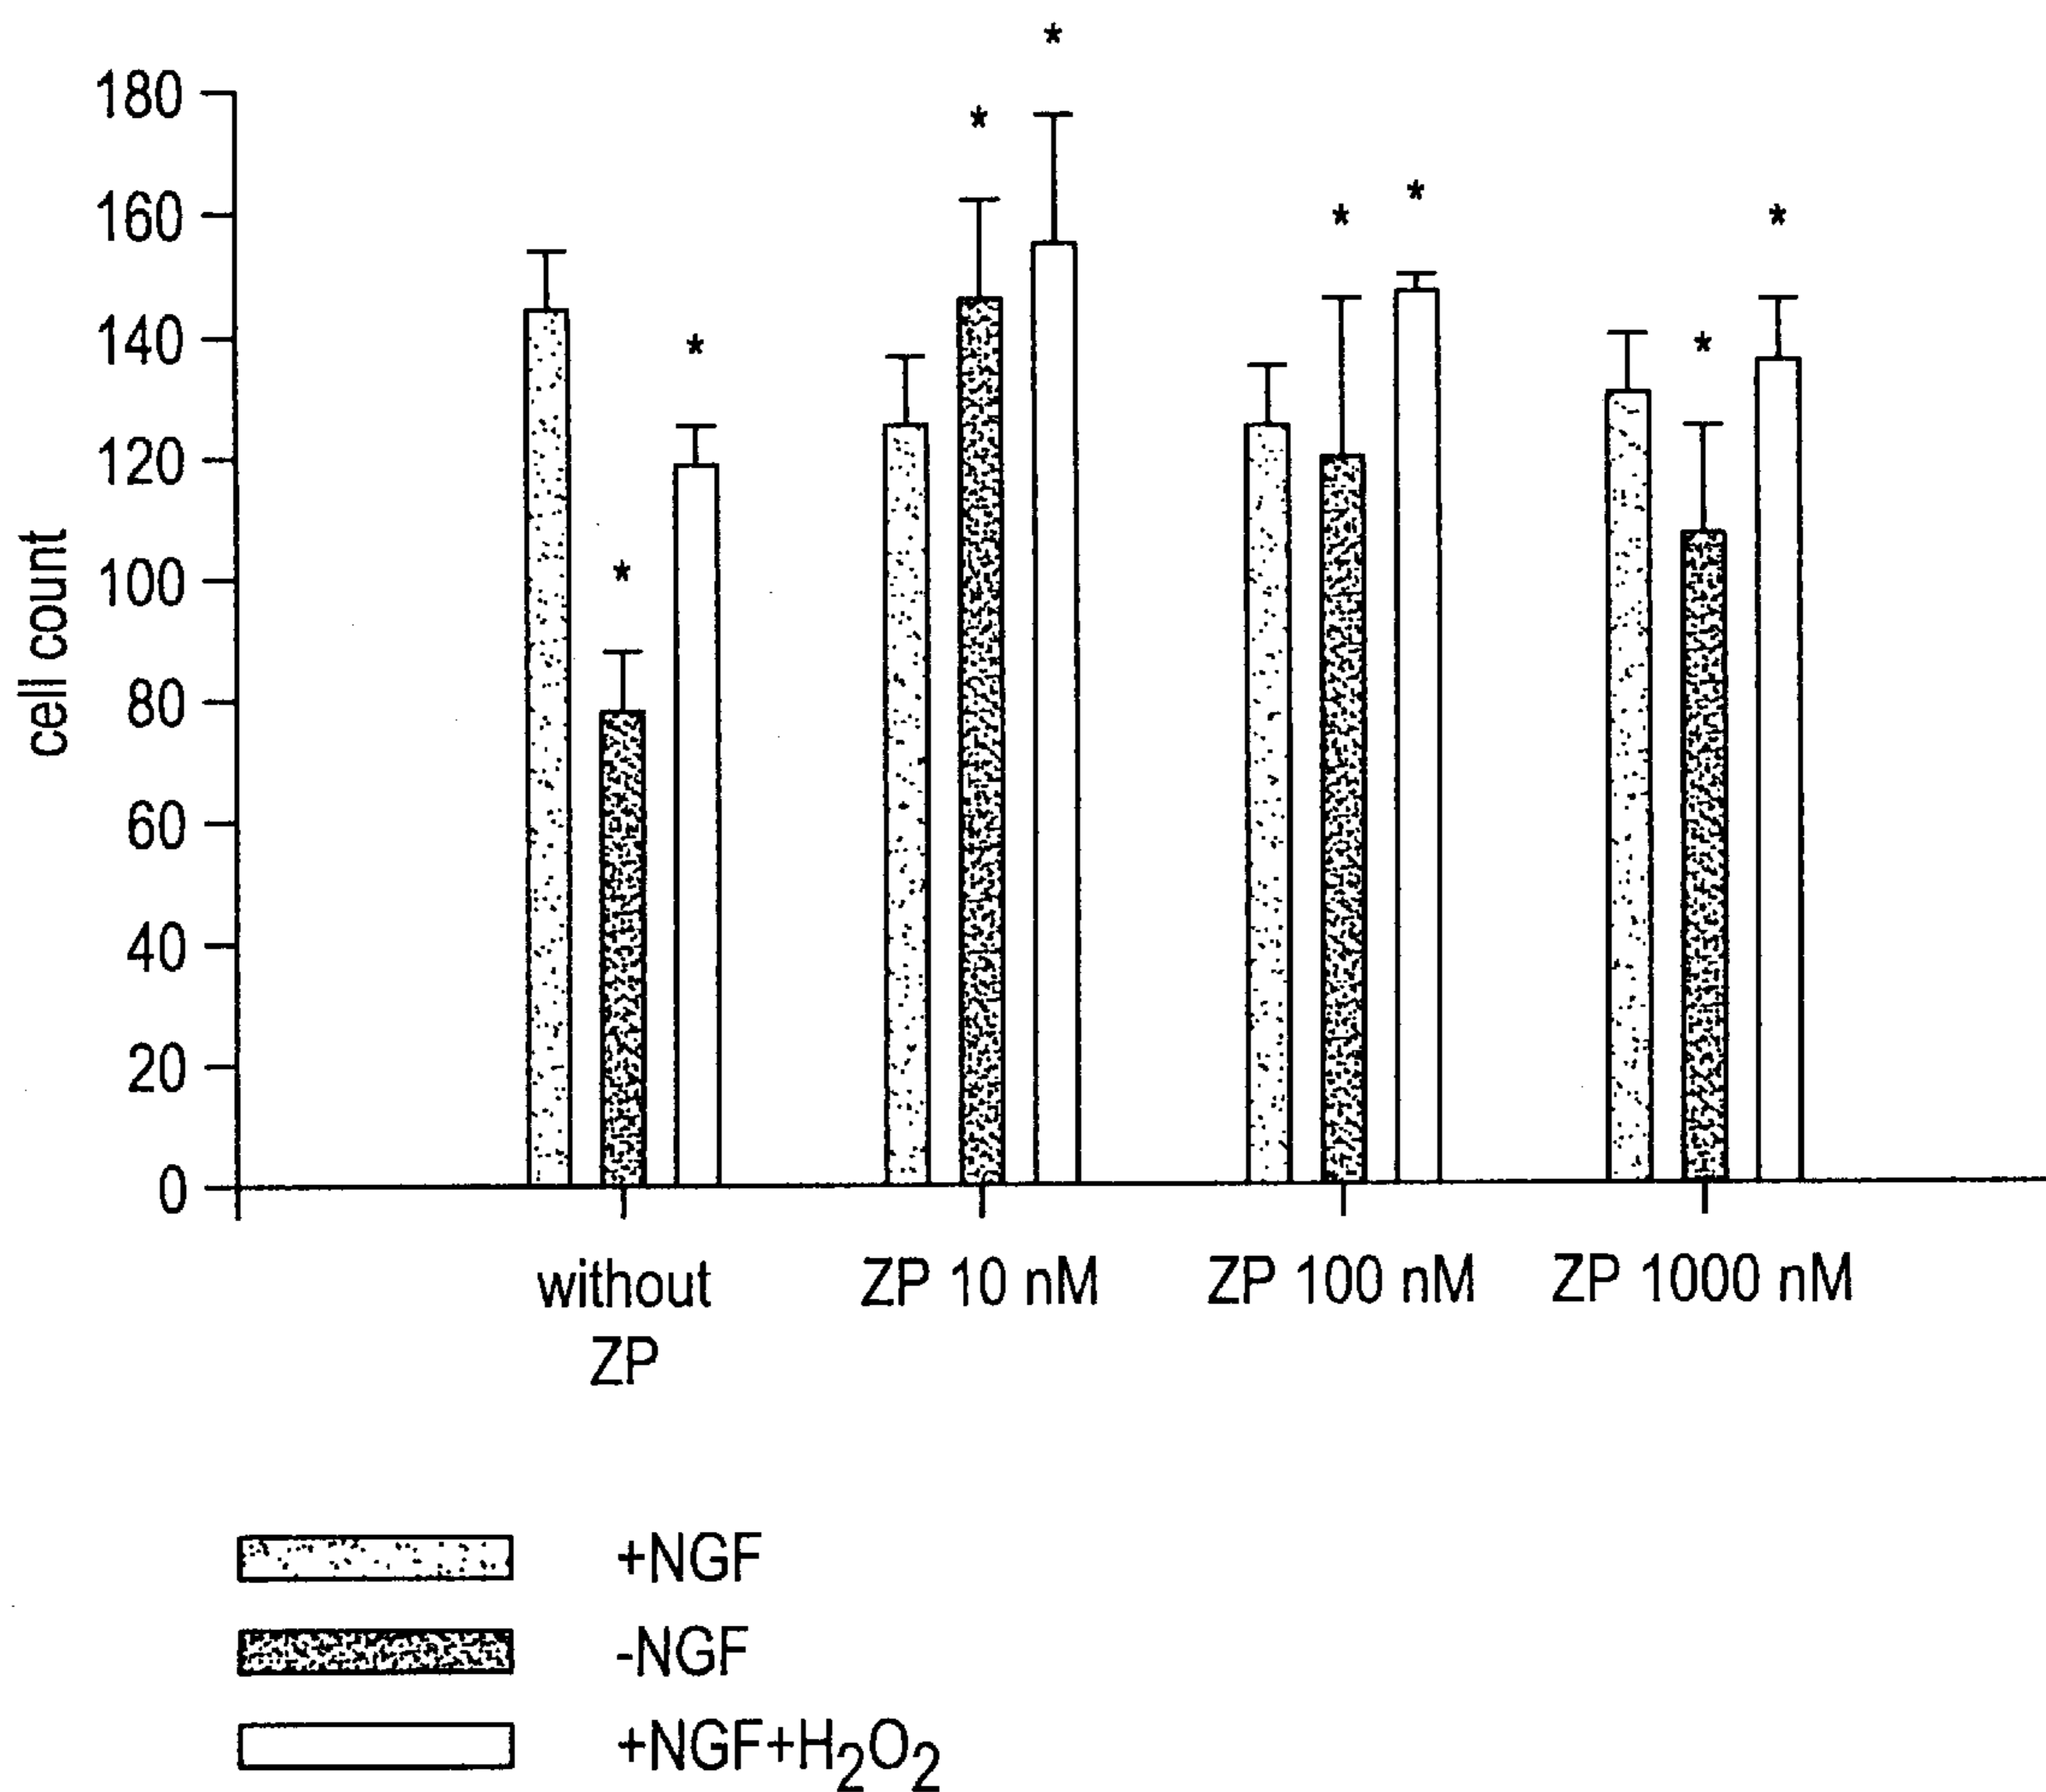 *
*
180
160
140
120
100
80
60
40
20
0
cell count
*
*
*
*
*
*
without
ZP
ZP 10 nM
ZP 100 nM
ZP 1000 nM
+NGF
-NGF
+NGF+H₂O₂